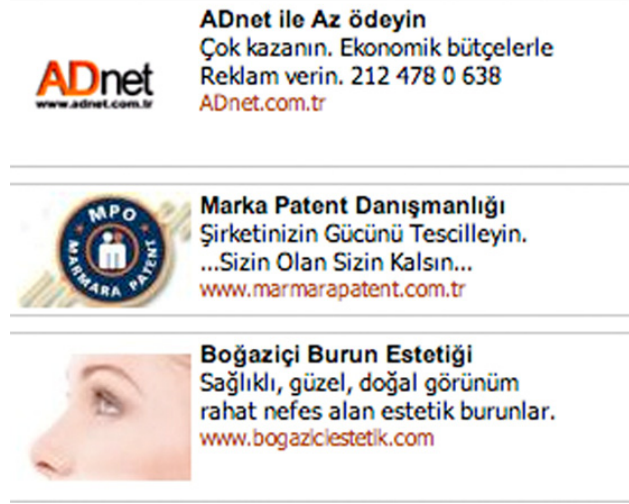 ADnet
www.adnet.com.tr
ADnet ile Az ödeyin
Çok kazanın. Ekonomik bütçelerle
Reklam verin. 212 478 0 638
ADnet.com.tr
MPO
MARMARA PATENT
Marka Patent Danışmanlığı
Şirketinizin Gücünü Tescilleyin.
...Sizin Olan Sizin Kalsın...
www.marmarapatent.com.tr
Boğaziçi Burun Estetiği
Sağlıklı, güzel, doğal görünüm
rahat nefes alan estetik burunlar.
www.bogaziciestetik.com